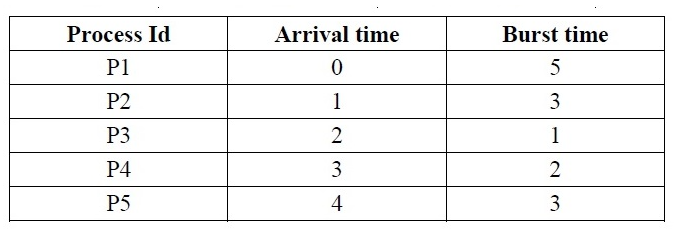 Process Id Arrival time Burst time
P1 0 5
P2 1 3
P3 2 1
P4 3 2
P5 4 3